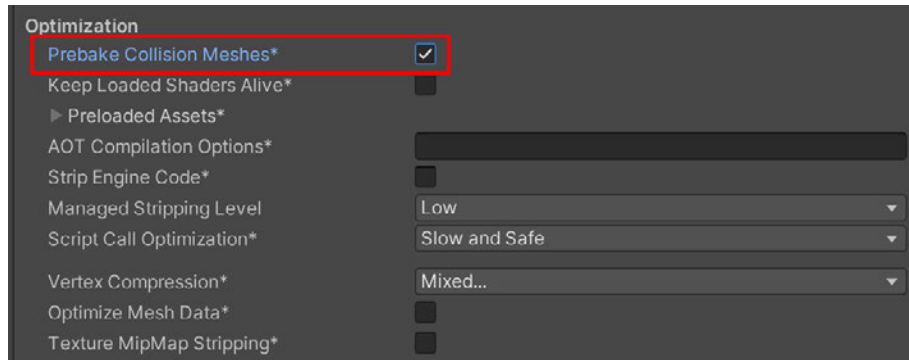 Optimization
Prebake Collision Meshes*
Keep Loaded Shaders Alive*
Preloaded Assets*
AOT Compilation Options*
Strip Engine Code*
Managed Stripping Level Low
Script Call Optimization* Slow and Safe
Vertex Compression* Mixed...
Optimize Mesh Data*
Texture MipMap Stripping*